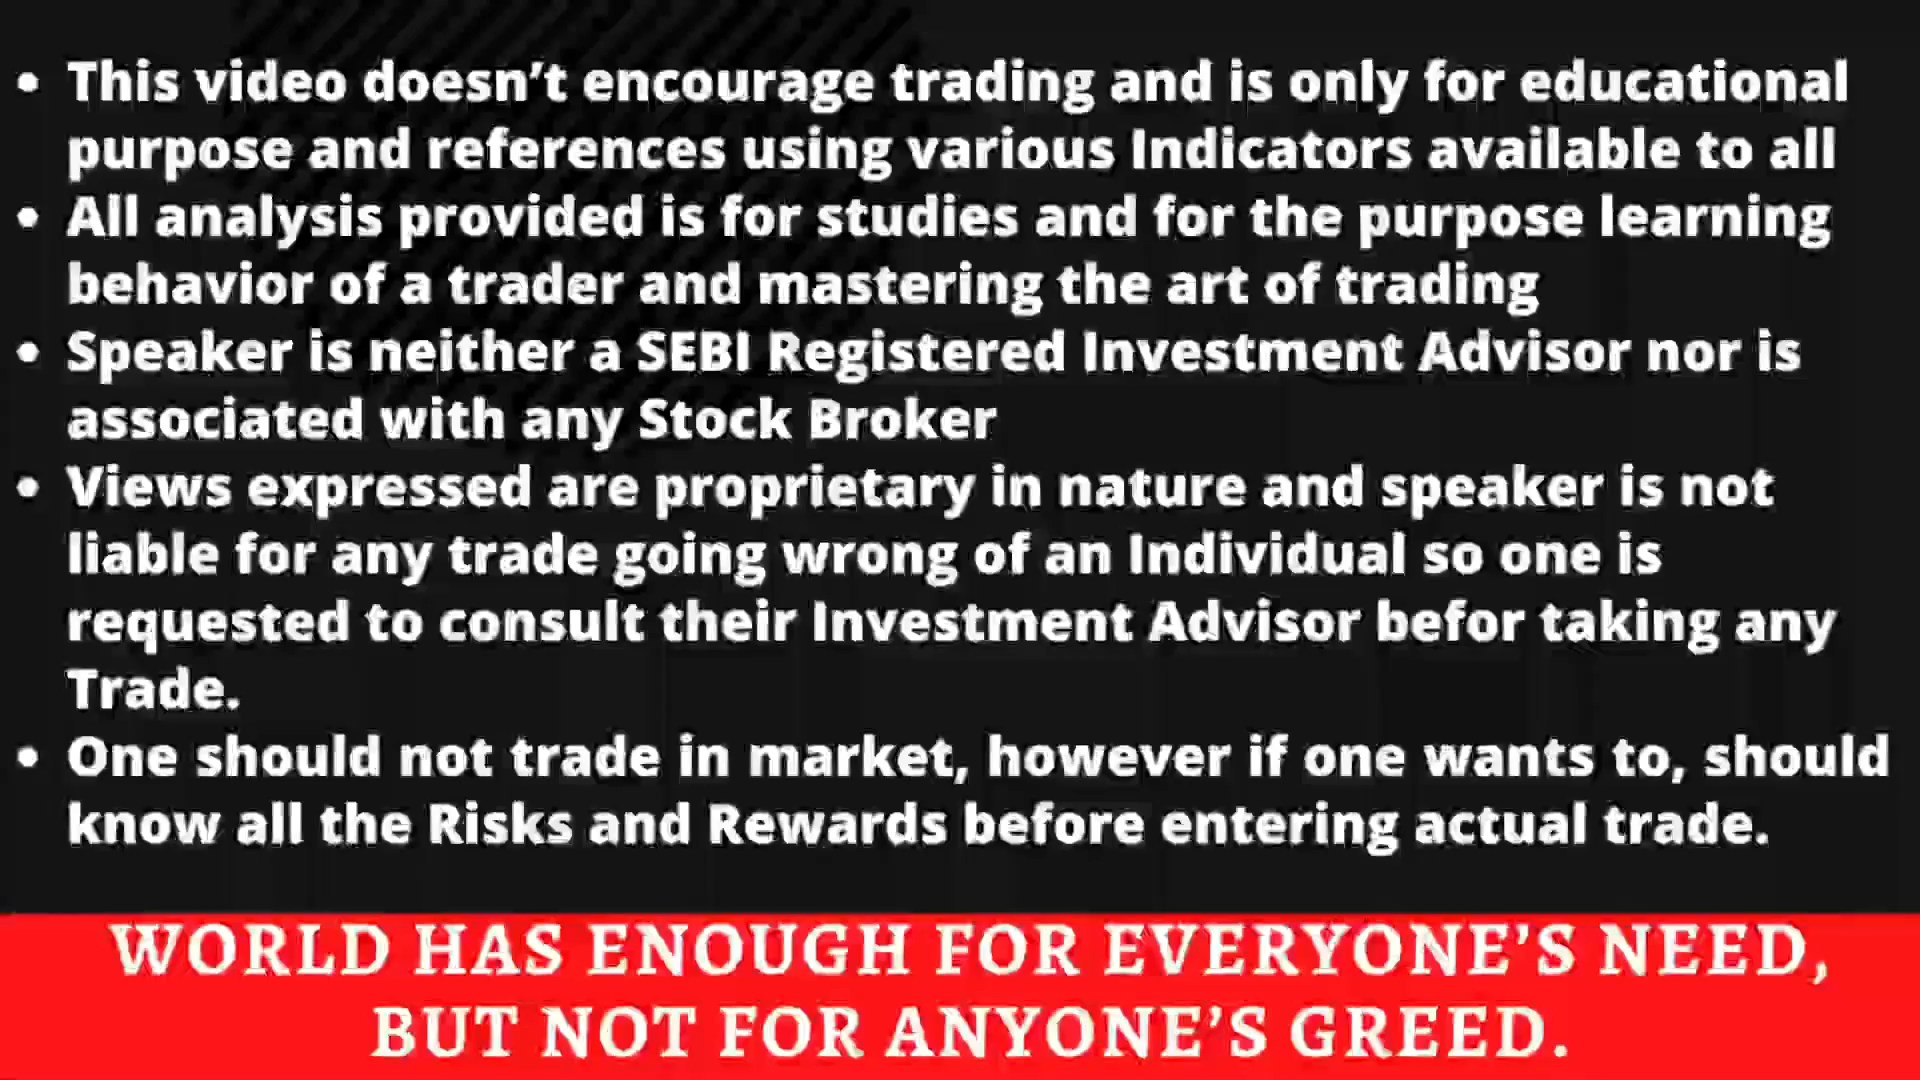 • This video doesn’t encourage trading and is only for educational
purpose and references using various Indicators available to all
• All analysis provided is for studies and for the purpose learning
behavior of a trader and mastering the art of trading
• Speaker is neither a SEBI Registered Investment Advisor nor is
associated with any Stock Broker
• Views expressed are proprietary in nature and speaker is not
liable for any trade going wrong of an Individual so one is
requested to consult their Investment Advisor befor taking any
Trade.
• One should not trade in market, however if one wants to, should
know all the Risks and Rewards before entering actual trade.
WORLD HAS ENOUGH FOR EVERYONE’S NEED,
BUT NOT FOR ANYONE’S GREED.